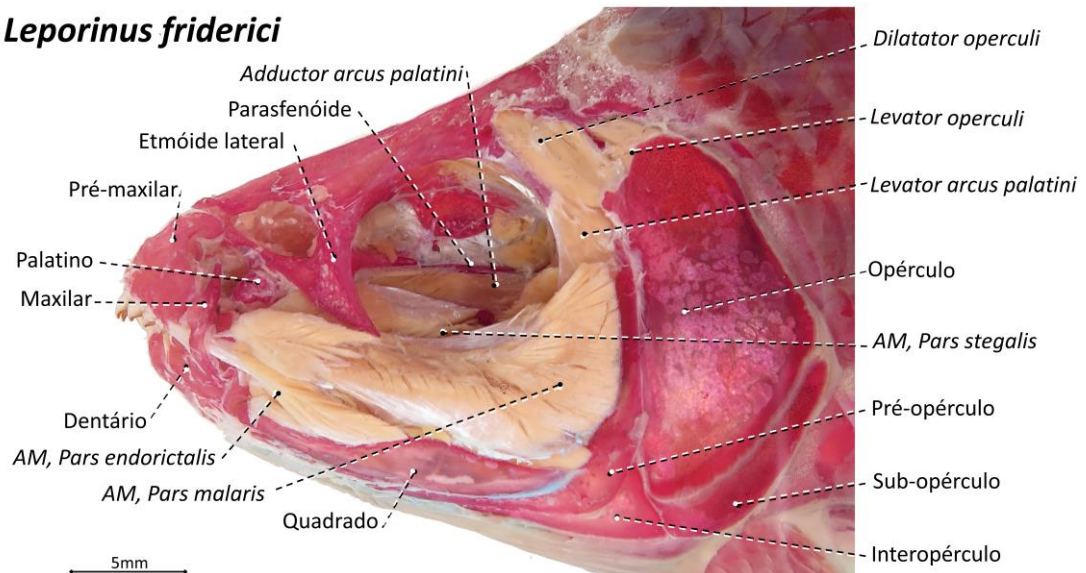 Leporinus friderici
Adductor arcus palatini
Parasfenóide
Etmóide lateral
Pré-maxilar
Palatino
Maxilar
Dentário
AM, Pars endorictalis
AM, Pars malaris
Quadrado
5mm
Dilatator operculi
Levator operculi
Levator arcus palatini
Opérculo
AM, Pars stegalis
Pré-opérculo
Sub-opérculo
Interopérculo